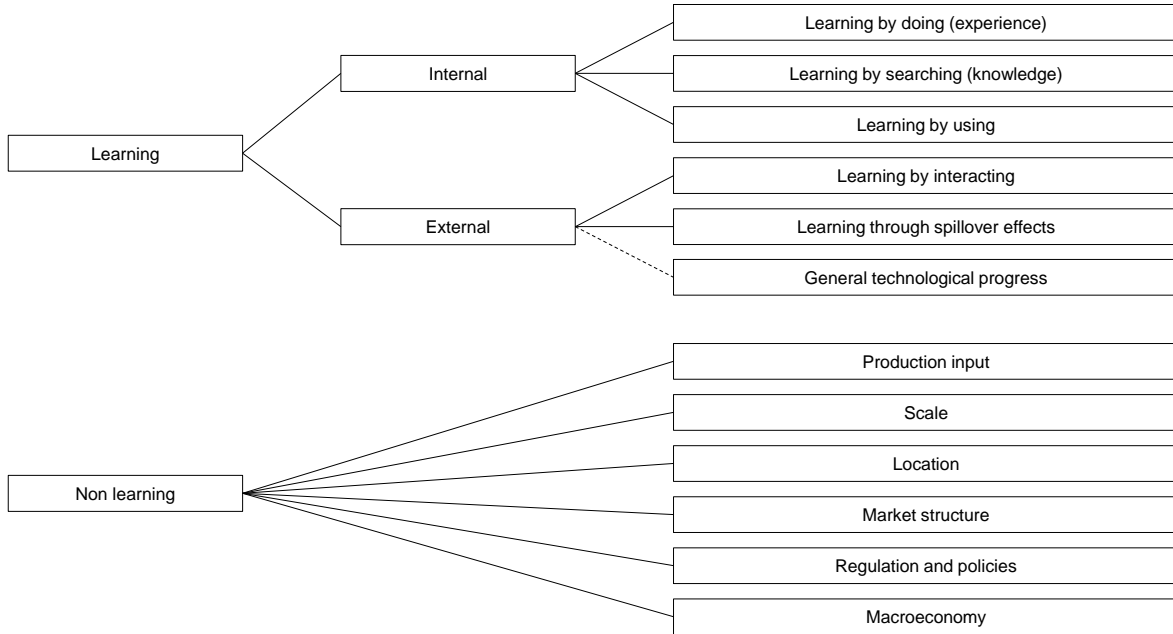 Learning by doing (experience)
Internal
Learning by searching (knowledge)
Learning by using
Learning
Learning by interacting
External
Learning through spillover effects
General technological progress
Production input
Scale
Location
Non learning
Market structure
Regulation and policies
Macroeconomy